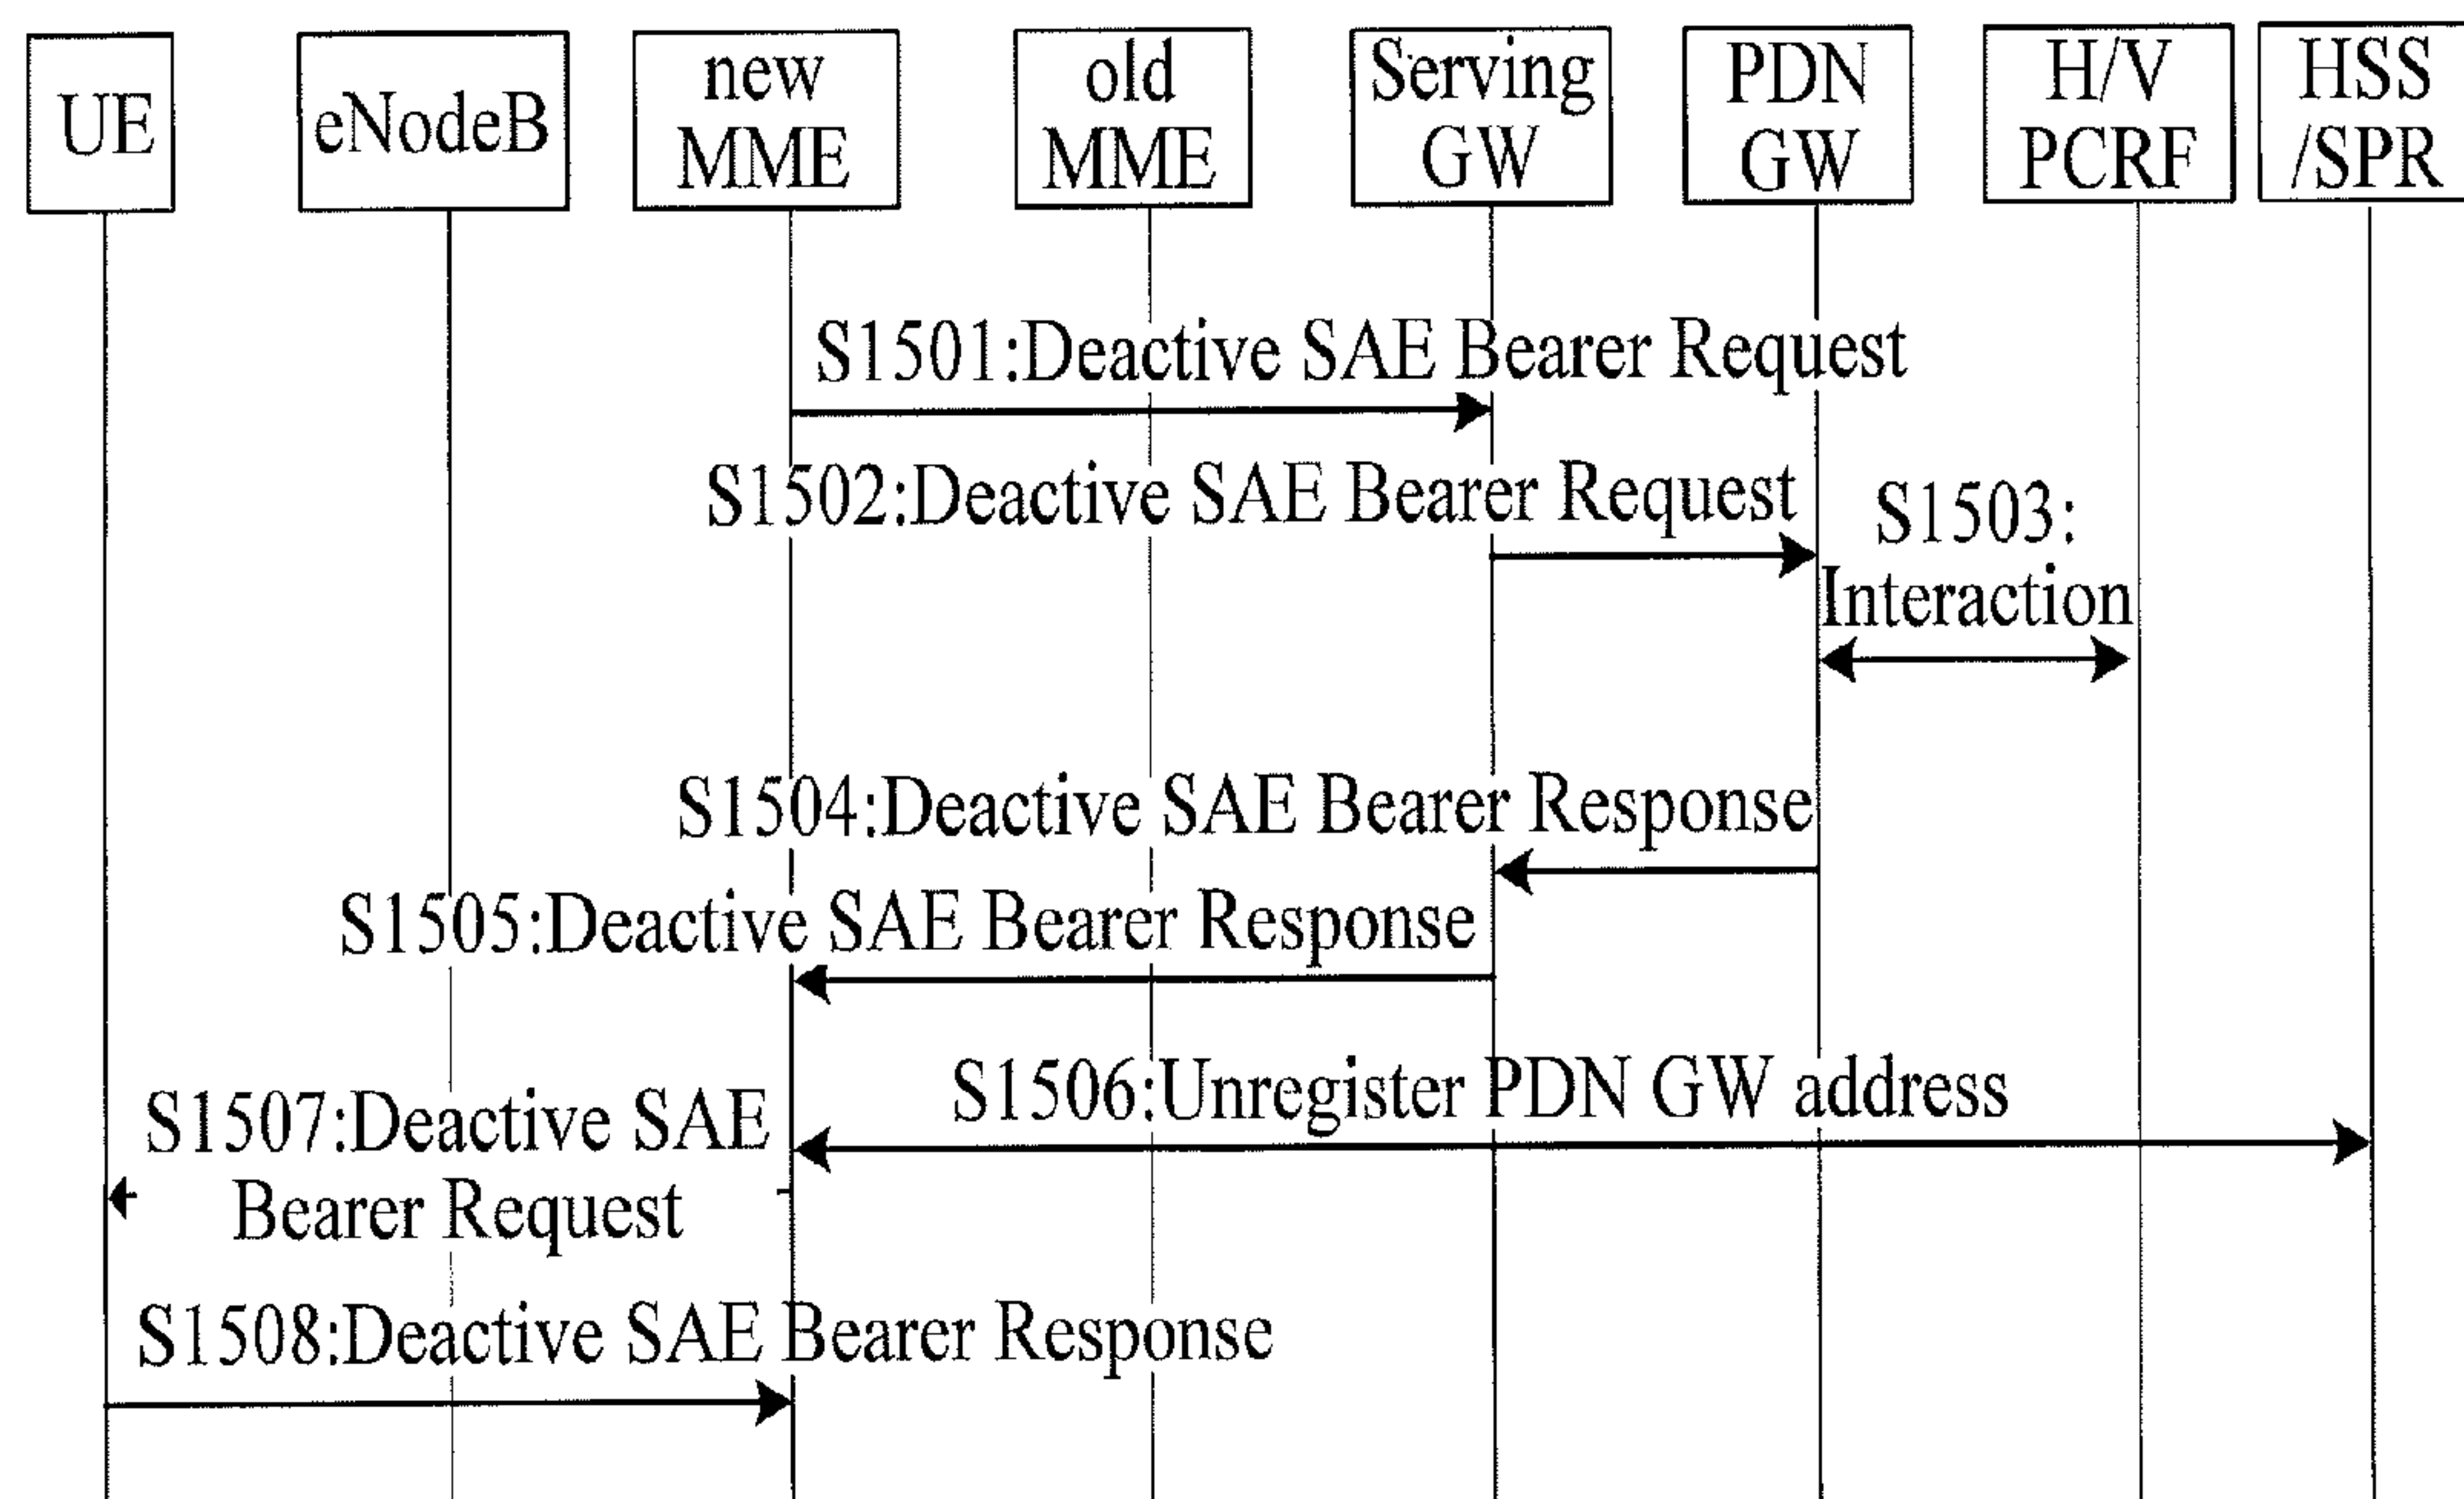 UE
eNodeB
new
MME
old
MME
Serving
GW
PDN
GW
H/V
PCRF
HSS
/SPR
S1501:Deactive SAE Bearer Request
S1502:Deactive SAE Bearer Request
S1503:
Interaction
S1504:Deactive SAE Bearer Response
S1505:Deactive SAE Bearer Response
S1506:Unregister PDN GW address
S1507:Deactive SAE
Bearer Request
S1508:Deactive SAE Bearer Response